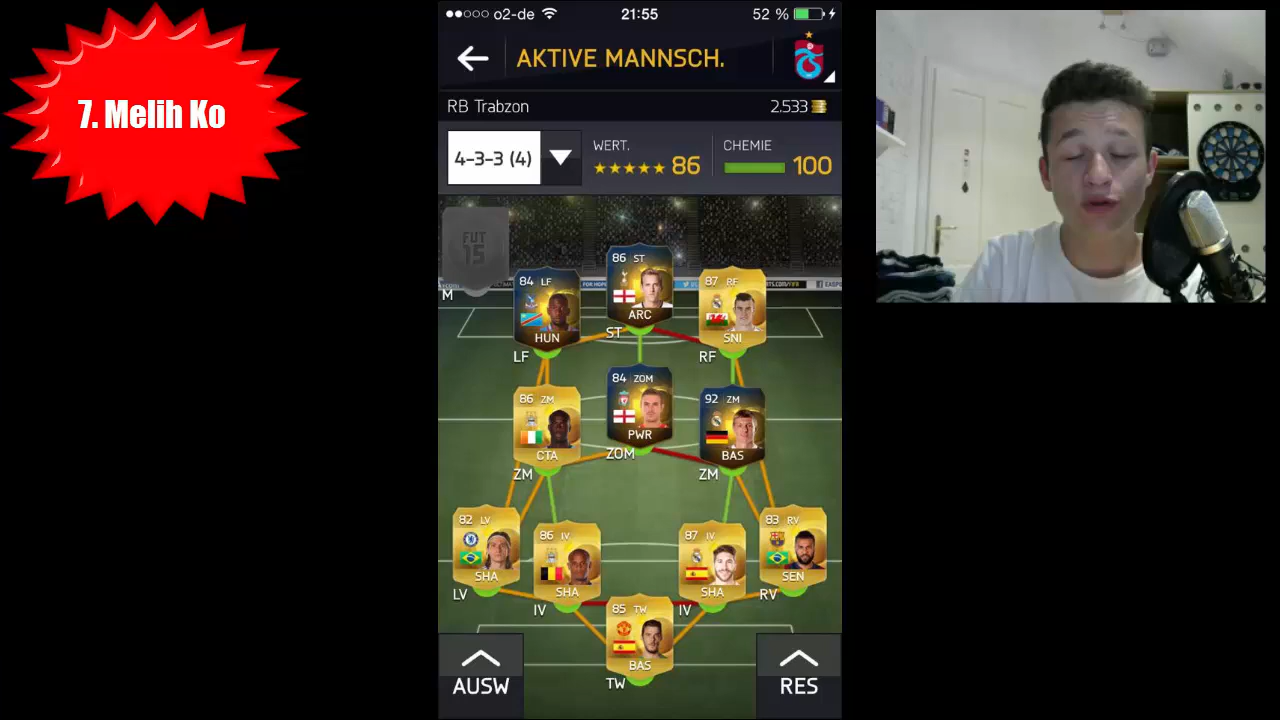 7. Melih Ko
o2-de 21:55 52 %
AKTIVE MANNSCH.
RB Trabzon 2.533
4-3-3 (4)
WERT. 86
CHEMIE 100
FUT
15
M
86 ST
ARC
ST
84 LF
HUN
LF
87 RF
SNI
RF
86 ZM
CTA
ZM
84 ZOM
PWR
ZOM
92 ZM
BAS
ZM
82 LV
SHA
LV
86 IV
SHA
IV
87 IV
SHA
IV
83 RV
SEN
RV
85 TW
BAS
TW
AUSW
RES